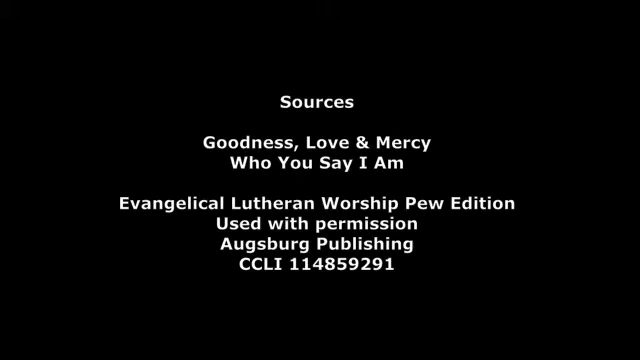 Sources
Goodness, Love & Mercy
Who You Say I Am
Evangelical Lutheran Worship Pew Edition
Used with permission
Augsburg Publishing
CCLI 114859291